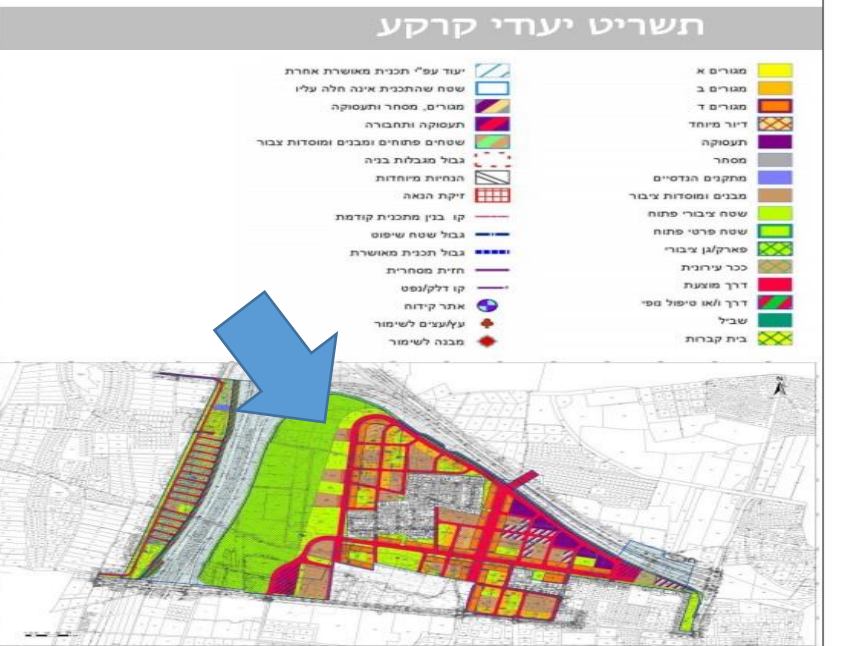 תשריט יעודי קרקע
מגורים א
מגורים ב
מגורים ד
דיור מיוחד
תעסוקה
מסחר
מתקנים הנדסיים
מבנים ומוסדות ציבור
שטח ציבורי פתוח
שטח פרטי פתוח
פארק/גן ציבורי
ככר עירונית
דרך מוצעת
דרך ו/או טיפול נופי
שביל
בית קברות
יעוד עפ"י תכנית מאושרת אחרת
שטח שהתכנית אינה חלה עליו
מגורים, מסחר ותעסוקה
תעסוקה ותחבורה
שטחים פתוחים ומבנים ומוסדות צבור
גבול מגבלות בניה
הנחיות מיוחדות
זיקת הנאה
קו בנין מתכנית קודמת
גבול שטח שיפוט
גבול תכנית מאושרת
חזית מסחרית
קו דלק/נפט
אתר קידוח
עץ/עצים לשימור
מבנה לשימור